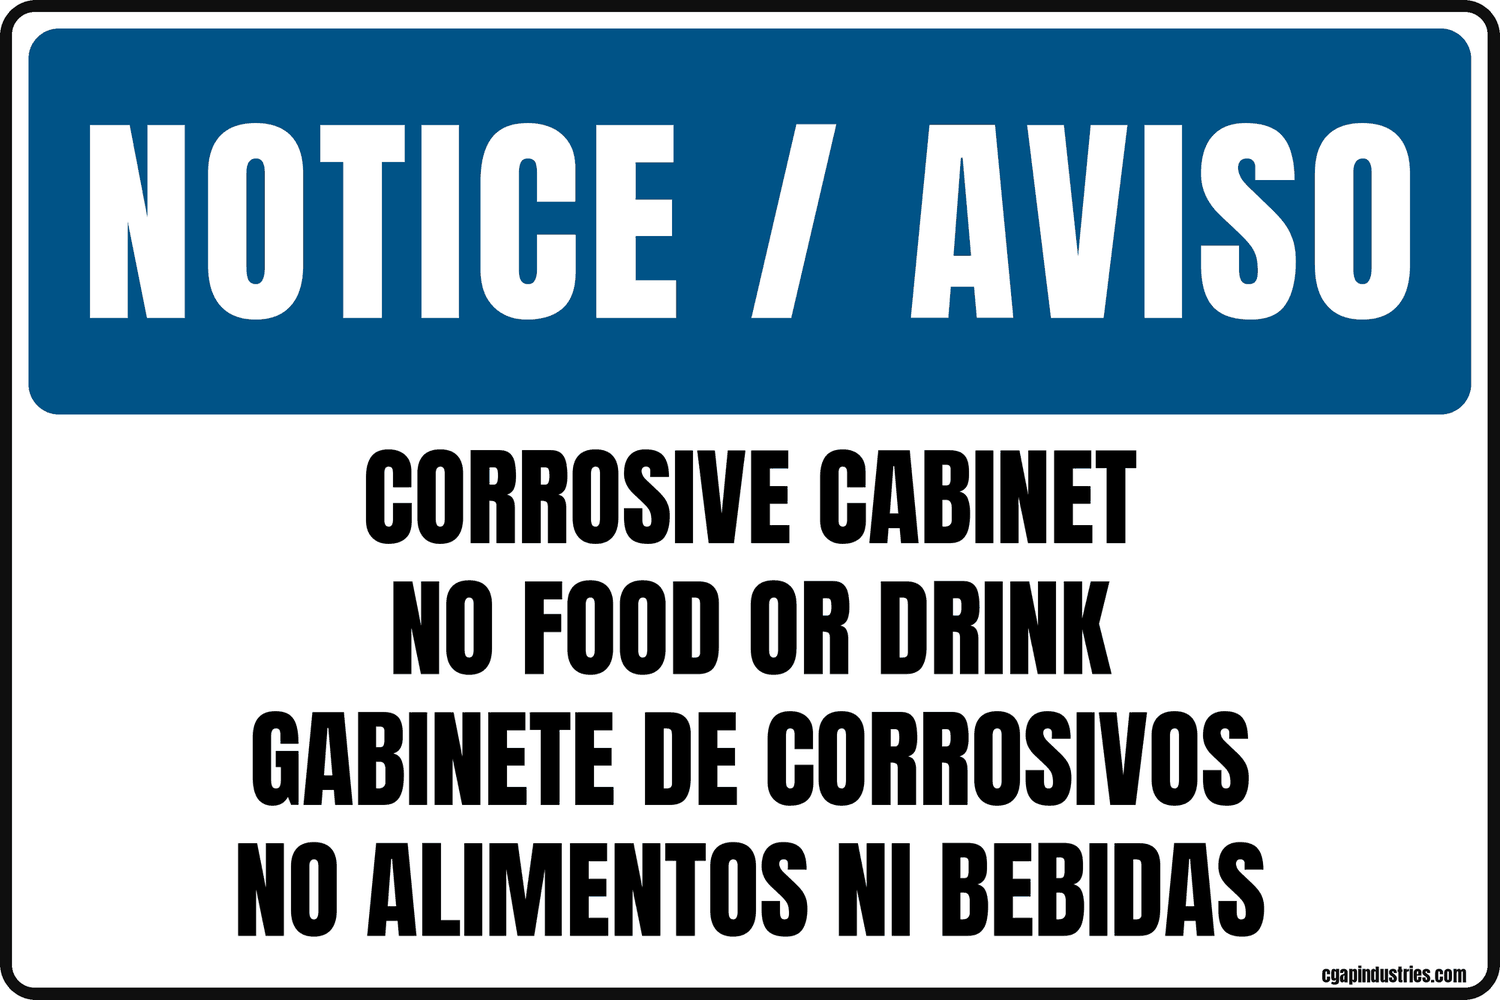 NOTICE / AVISO
CORROSIVE CABINET
NO FOOD OR DRINK
GABINETE DE CORROSIVOS
NO ALIMENTOS NI BEBIDAS
cgapindustries.com